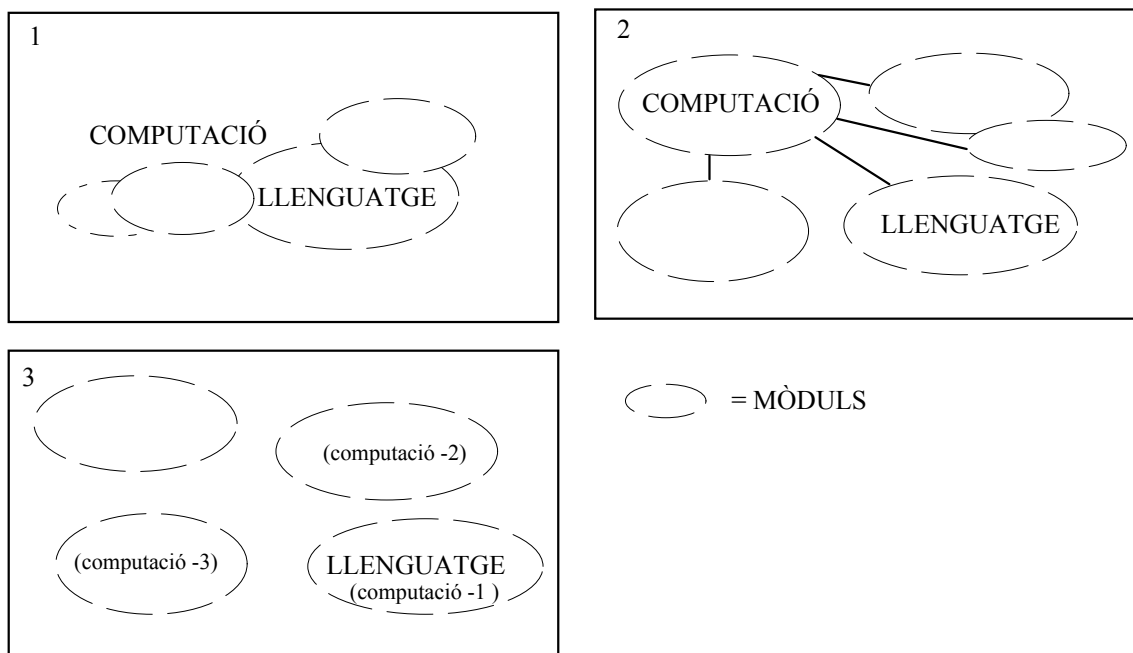 1
COMPUTACIÓ
LLENGUATGE
2
COMPUTACIÓ
LLENGUATGE
3
(computació -2)
(computació -3)
LLENGUATGE
(computació -1 )
= MÒDULS